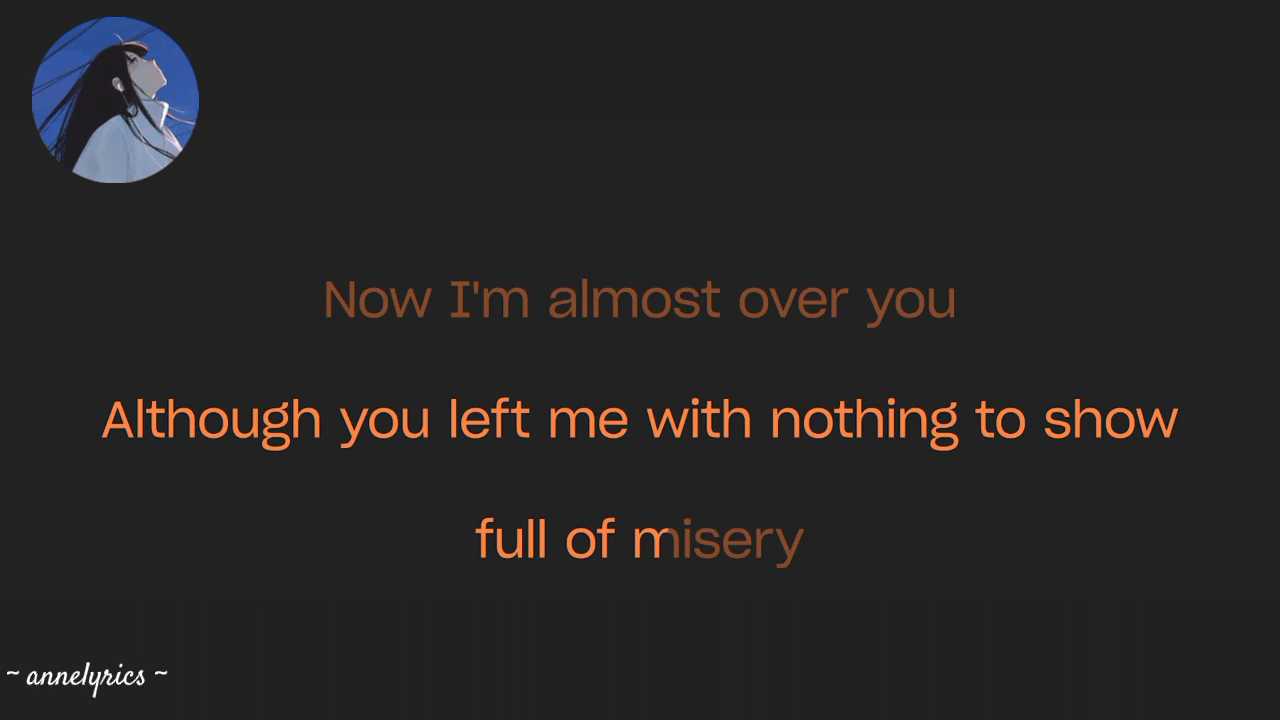 Now I'm almost over you
Although you left me with nothing to show
full of misery
~ annelyrics ~